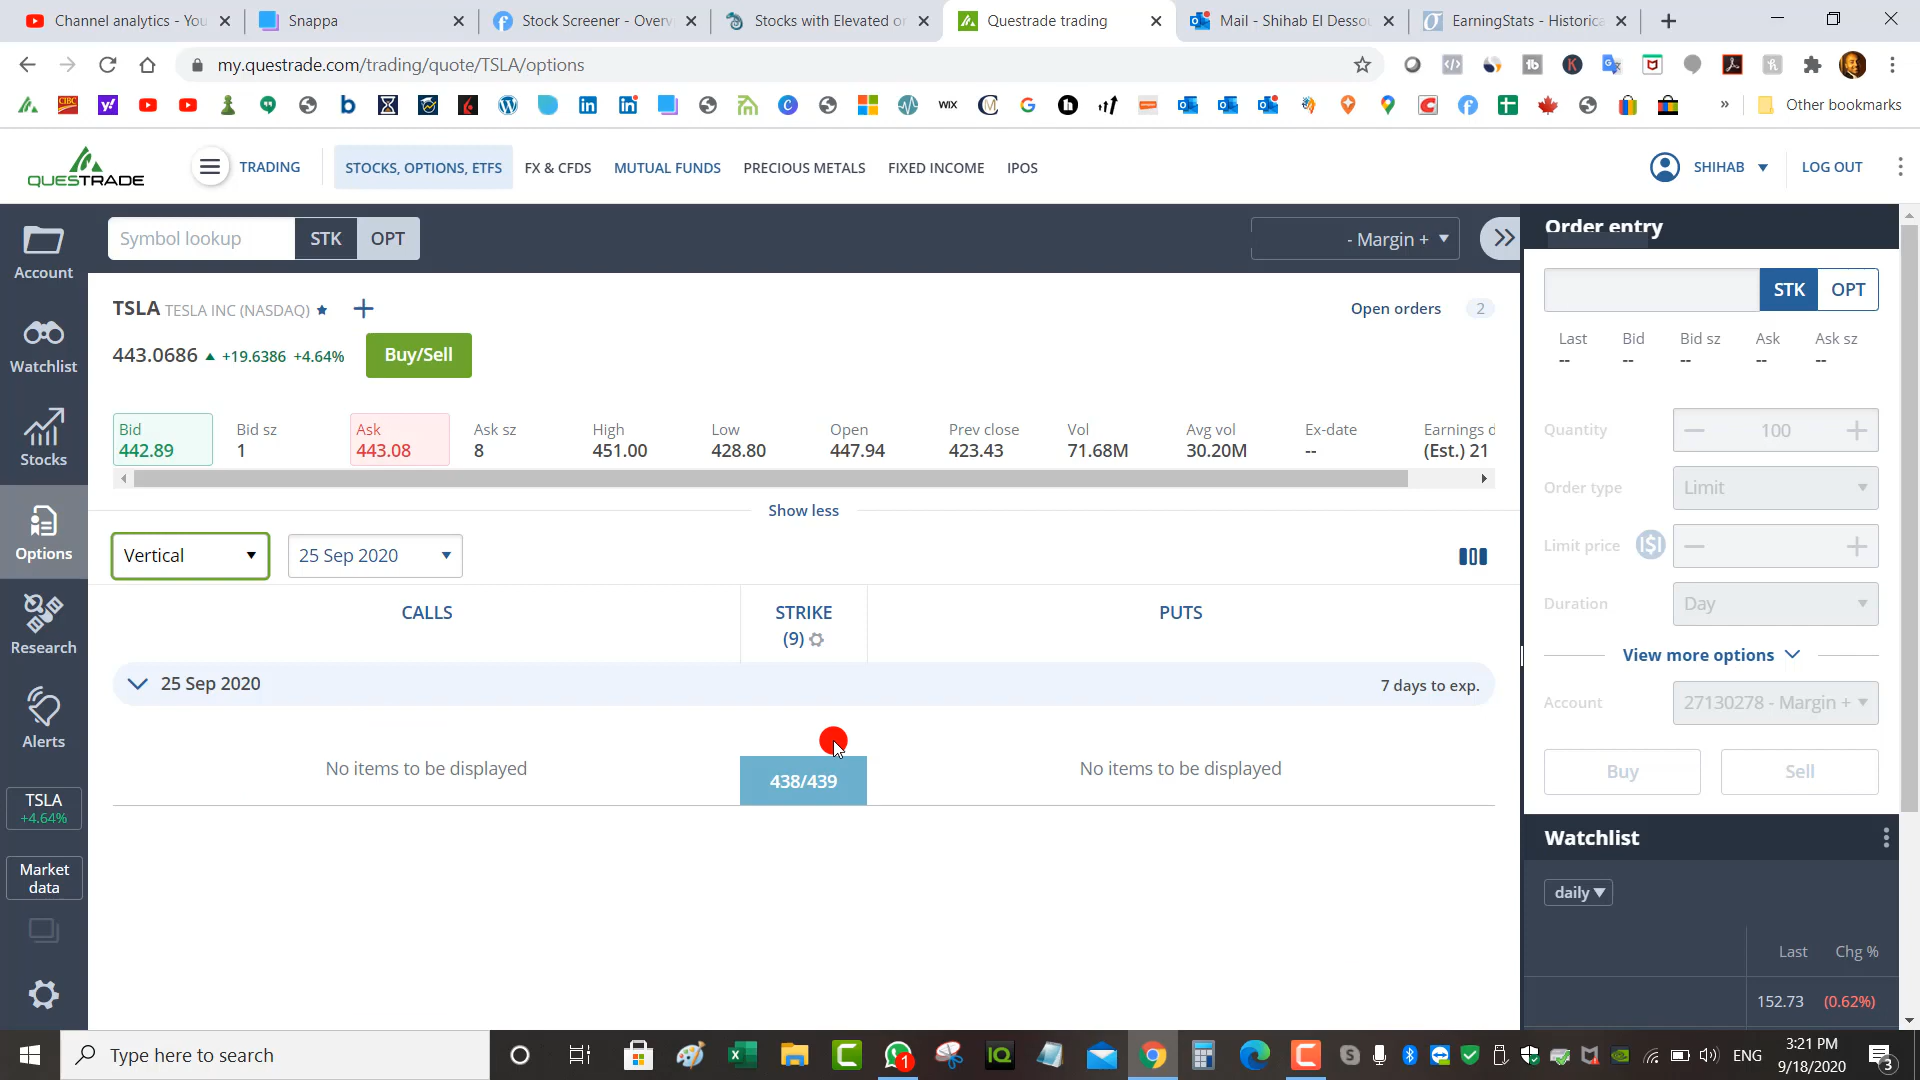 Channel analytics - You
Snappa
Stock Screener - Overv
Stocks with Elevated or
Questrade trading
Mail - Shihab El Desso
EarningStats - Historica
my.questrade.com/trading/quote/TSLA/options
Other bookmarks
QUESTRADE
TRADING
STOCKS, OPTIONS, ETFS
FX & CFDS
MUTUAL FUNDS
PRECIOUS METALS
FIXED INCOME
IPOS
SHIHAB
LOG OUT
Account
Watchlist
Stocks
Options
Research
Alerts
TSLA
+4.64%
Market
data
Symbol lookup
STK
OPT
- Margin +
TSLA TESLA INC (NASDAQ)
Open orders 2
443.0686 +19.6386 +4.64%
Buy/Sell
Bid Bid sz Ask Ask sz High Low Open Prev close Vol Avg vol Ex-date Earnings d
442.89 1 443.08 8 451.00 428.80 447.94 423.43 71.68M 30.20M -- (Est.) 21
Show less
Vertical
25 Sep 2020
CALLS
STRIKE
(9)
PUTS
25 Sep 2020
7 days to exp.
No items to be displayed
438/439
No items to be displayed
Order entry
STK
OPT
Last Bid Bid sz Ask Ask sz
-- -- -- -- --
Quantity 100
Order type Limit
Limit price
Duration Day
View more options
Account 27130278 - Margin +
Buy
Sell
Watchlist
daily
Last Chg %
152.73 (0.62%)
Type here to search
1
ENG
3:21 PM
9/18/2020
3